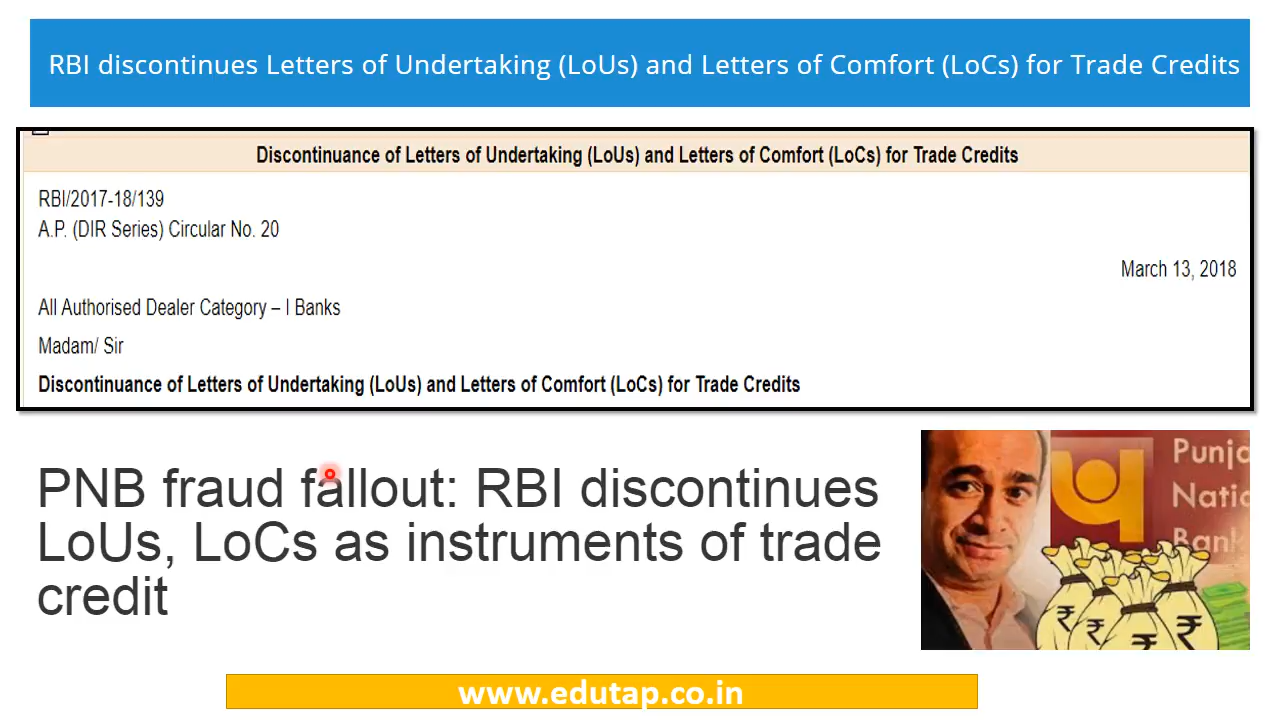 RBI discontinues Letters of Undertaking (LoUs) and Letters of Comfort (LoCs) for Trade Credits
Discontinuance of Letters of Undertaking (LoUs) and Letters of Comfort (LoCs) for Trade Credits
RBI/2017-18/139
A.P. (DIR Series) Circular No. 20
March 13, 2018
All Authorised Dealer Category – I Banks
Madam/ Sir
Discontinuance of Letters of Undertaking (LoUs) and Letters of Comfort (LoCs) for Trade Credits
PNB fraud fallout: RBI discontinues
LoUs, LoCs as instruments of trade
credit
Punja
Natio
Bank
₹ ₹ ₹ ₹
www.edutap.co.in